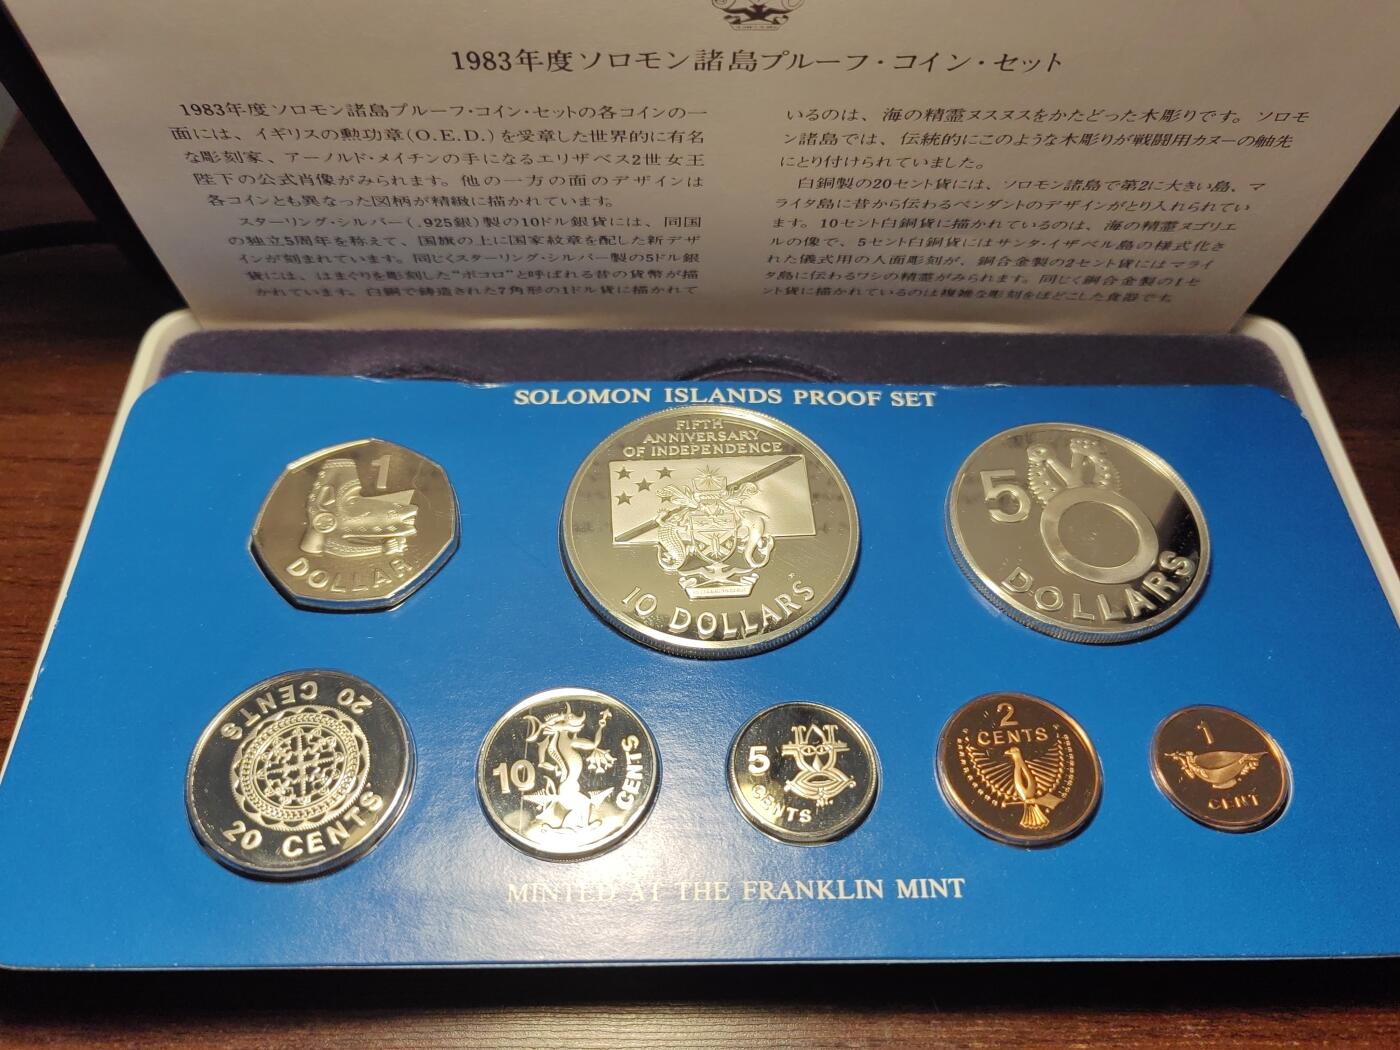 1983年度ソロモン諸島プルーフ・コイン・セット
1983年度ソロモン諸島プルーフ・コイン・セットの各コインの一
面には、イギリスの勲功章(O.E.D.)を受章した世界的に有名
な彫刻家、アーノルド・メイチンの手になるエリザベス2世女王
陛下の公式肖像がみられます。他の一方の面のデザインは
各コインとも異なった図柄が精緻に描かれています。
スターリング・シルバー(.925銀)製の10ドル銀貨には、同国
の独立5周年を称えて、国旗の上に国家紋章を配した新デザ
インが刻まれています。同じくスターリング・シルバー製の5ドル銀
貨には、はまぐりを彫刻した“ボコロ”と呼ばれる昔の貨幣が描
かれています。白銅で鋳造された7角形の1ドル貨に描かれて
いるのは、海の精霊ヌスヌスをかたどった木彫りです。ソロモ
ン諸島では、伝統的にこのような木彫りが戦闘用カヌーの舳先
にとり付けられていました。
白銅製の20セント貨には、ソロモン諸島で第2に大きい島、マ
ライタ島に昔から伝わるペンダントのデザインがとり入れられてい
ます。10セント白銅貨に描かれているのは、海の精霊ヌゴリエ
ルの像で、5セント白銅貨にはサンタ・イザベル島の様式化さ
れた儀式用の人面彫刻が、銅合金製の2セント貨にはマライ
タ島に伝わるワシの精霊がみられます。同じく銅合金製の1セ
ント貨に描かれているのは複雑な彫刻をほどこした食器です。
SOLOMON ISLANDS PROOF SET
1
DOLLAR
FIFTH
ANNIVERSARY
OF INDEPENDENCE
10 DOLLARS
5
DOLLARS
20 CENTS
20 CENTS
10
CENTS
5
CENTS
2
CENTS
1
CENT
MINTED AT THE FRANKLIN MINT